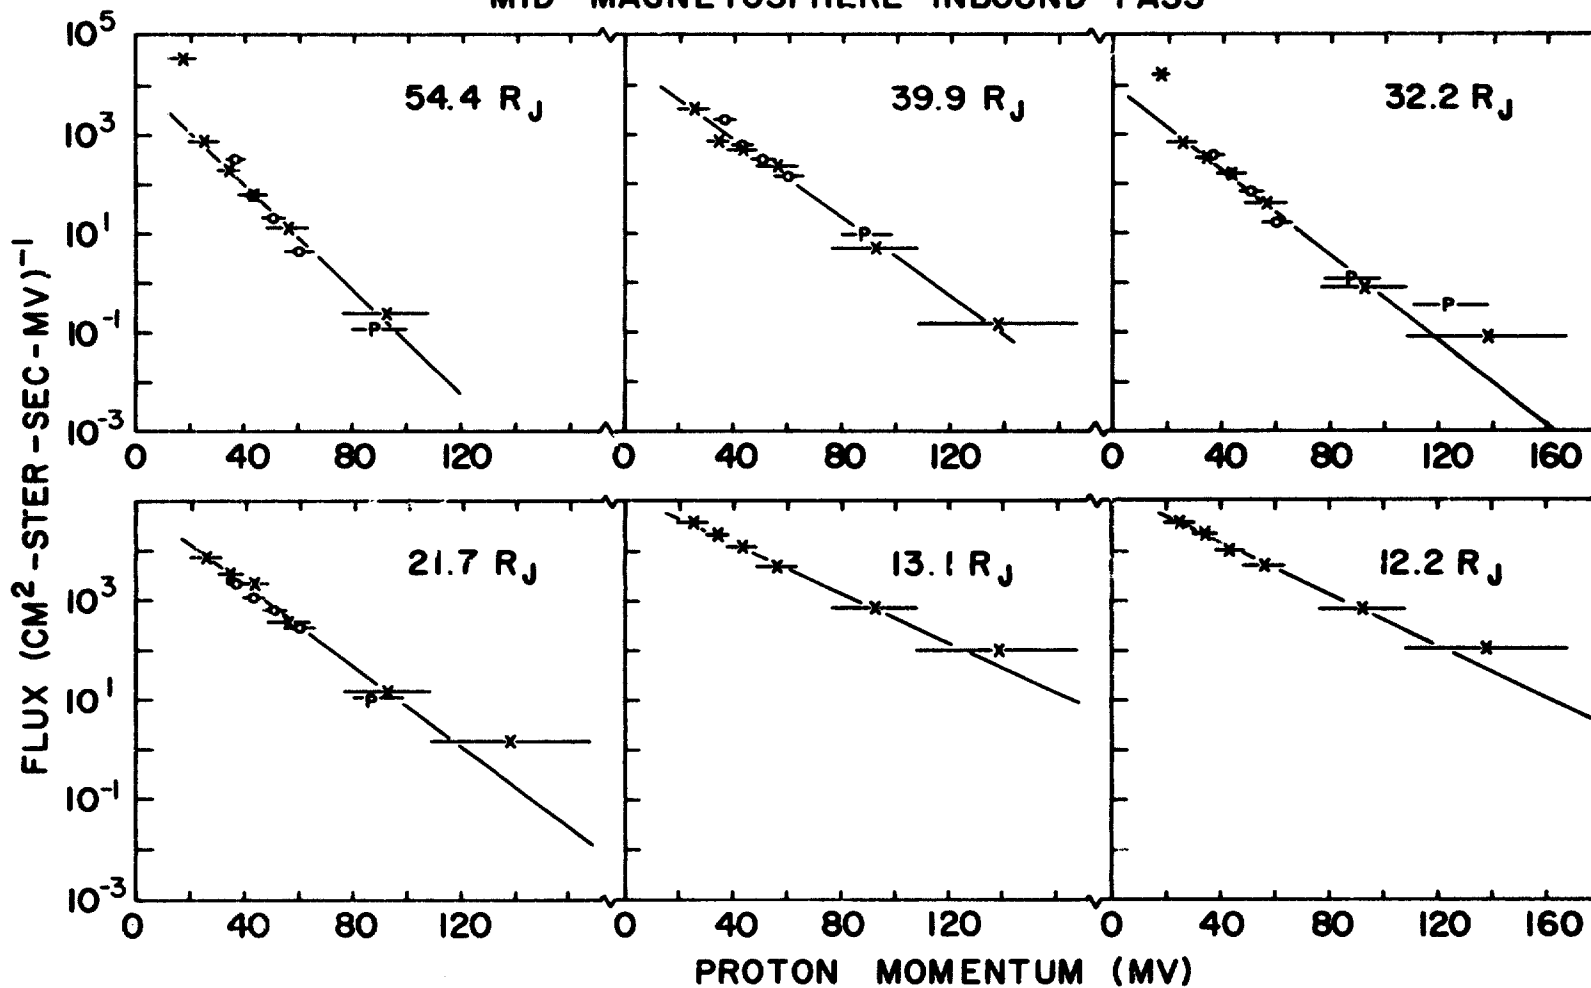 MID MAGNETOSPHERE INBOUND PASS
10^5
10^3
10^1
10^-1
10^-3
54.4 R_J
39.9 R_J
32.2 R_J
P
P
P
P
0 40 80 120
0 40 80 120
0 40 80 120 160
10^3
10^1
10^-1
10^-3
21.7 R_J
13.1 R_J
12.2 R_J
P
0 40 80 120
0 40 80 120
0 40 80 120 160
FLUX (CM^2-STER-SEC-MV)^-1
PROTON MOMENTUM (MV)